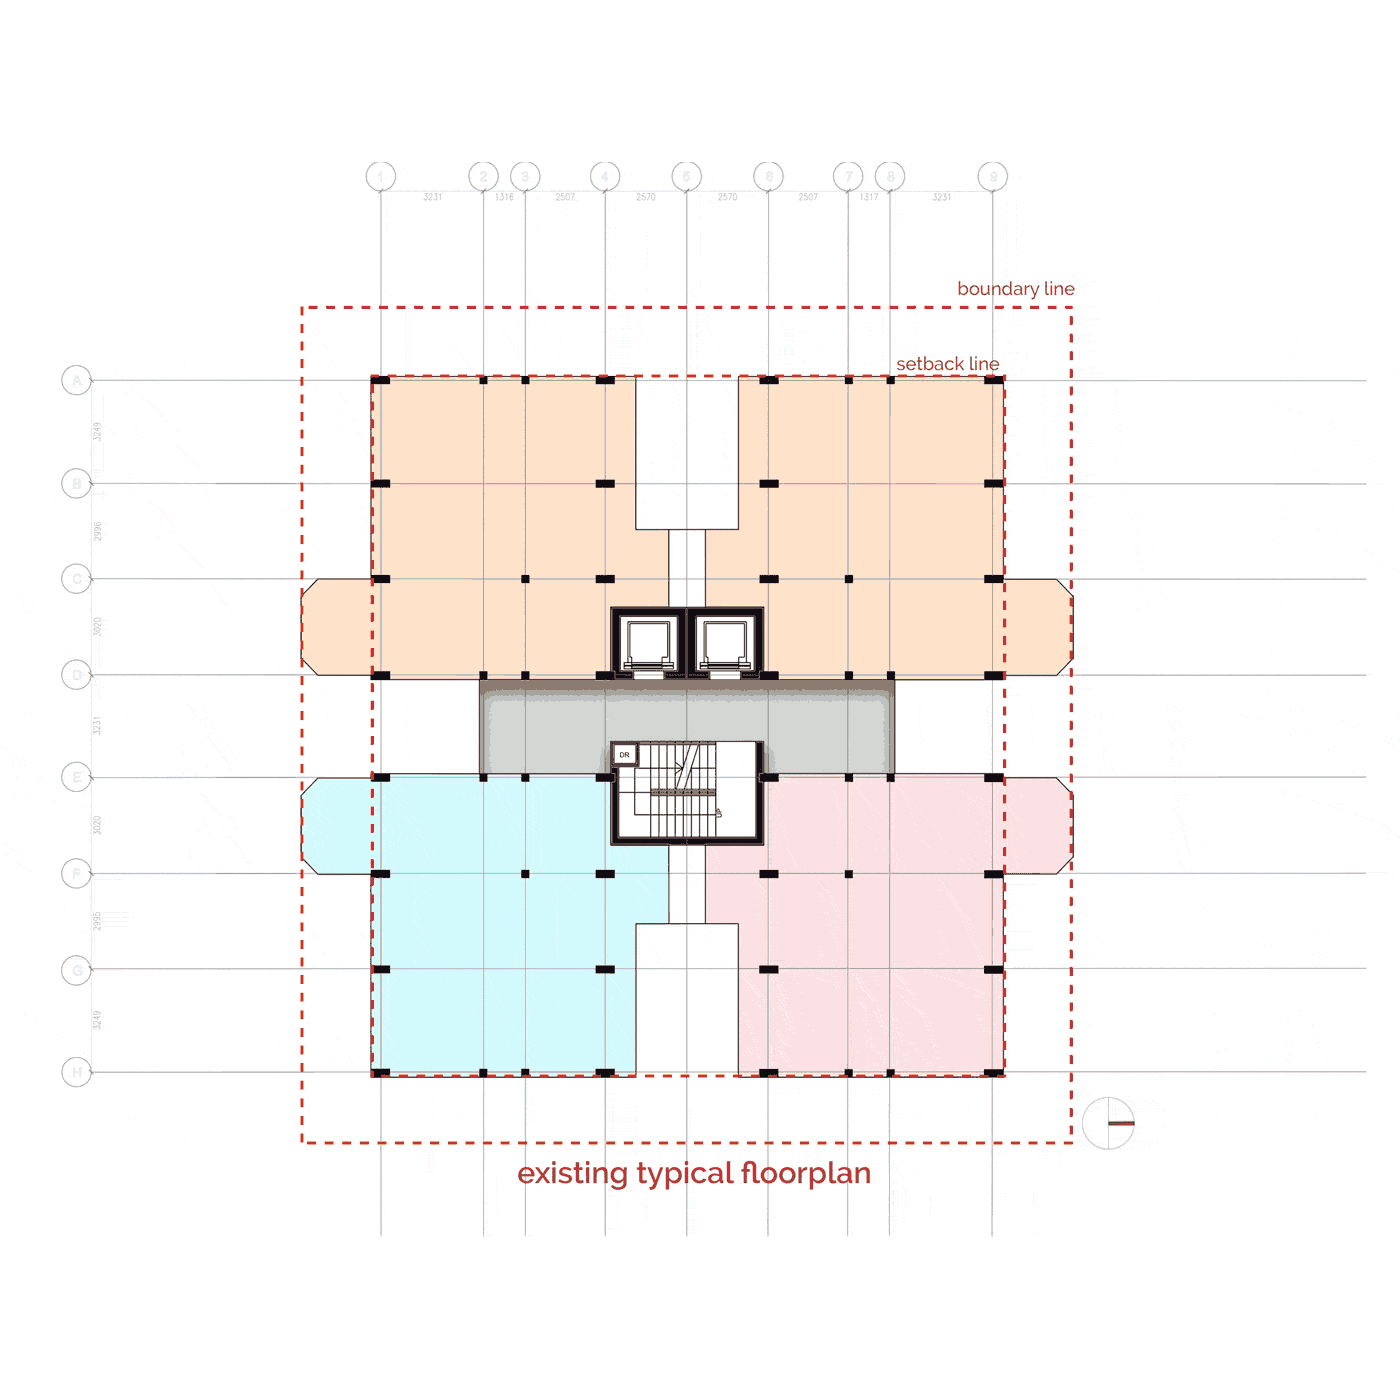 1 2 3 4 5 6 7 8 9
3231 1316 2507 2570 2570 2507 1317 3231
boundary line
setback line
A
3249
B
2996
C
3020
D
3231
E
3020
F
2995
G
3249
H
DR
UP
existing typical floorplan